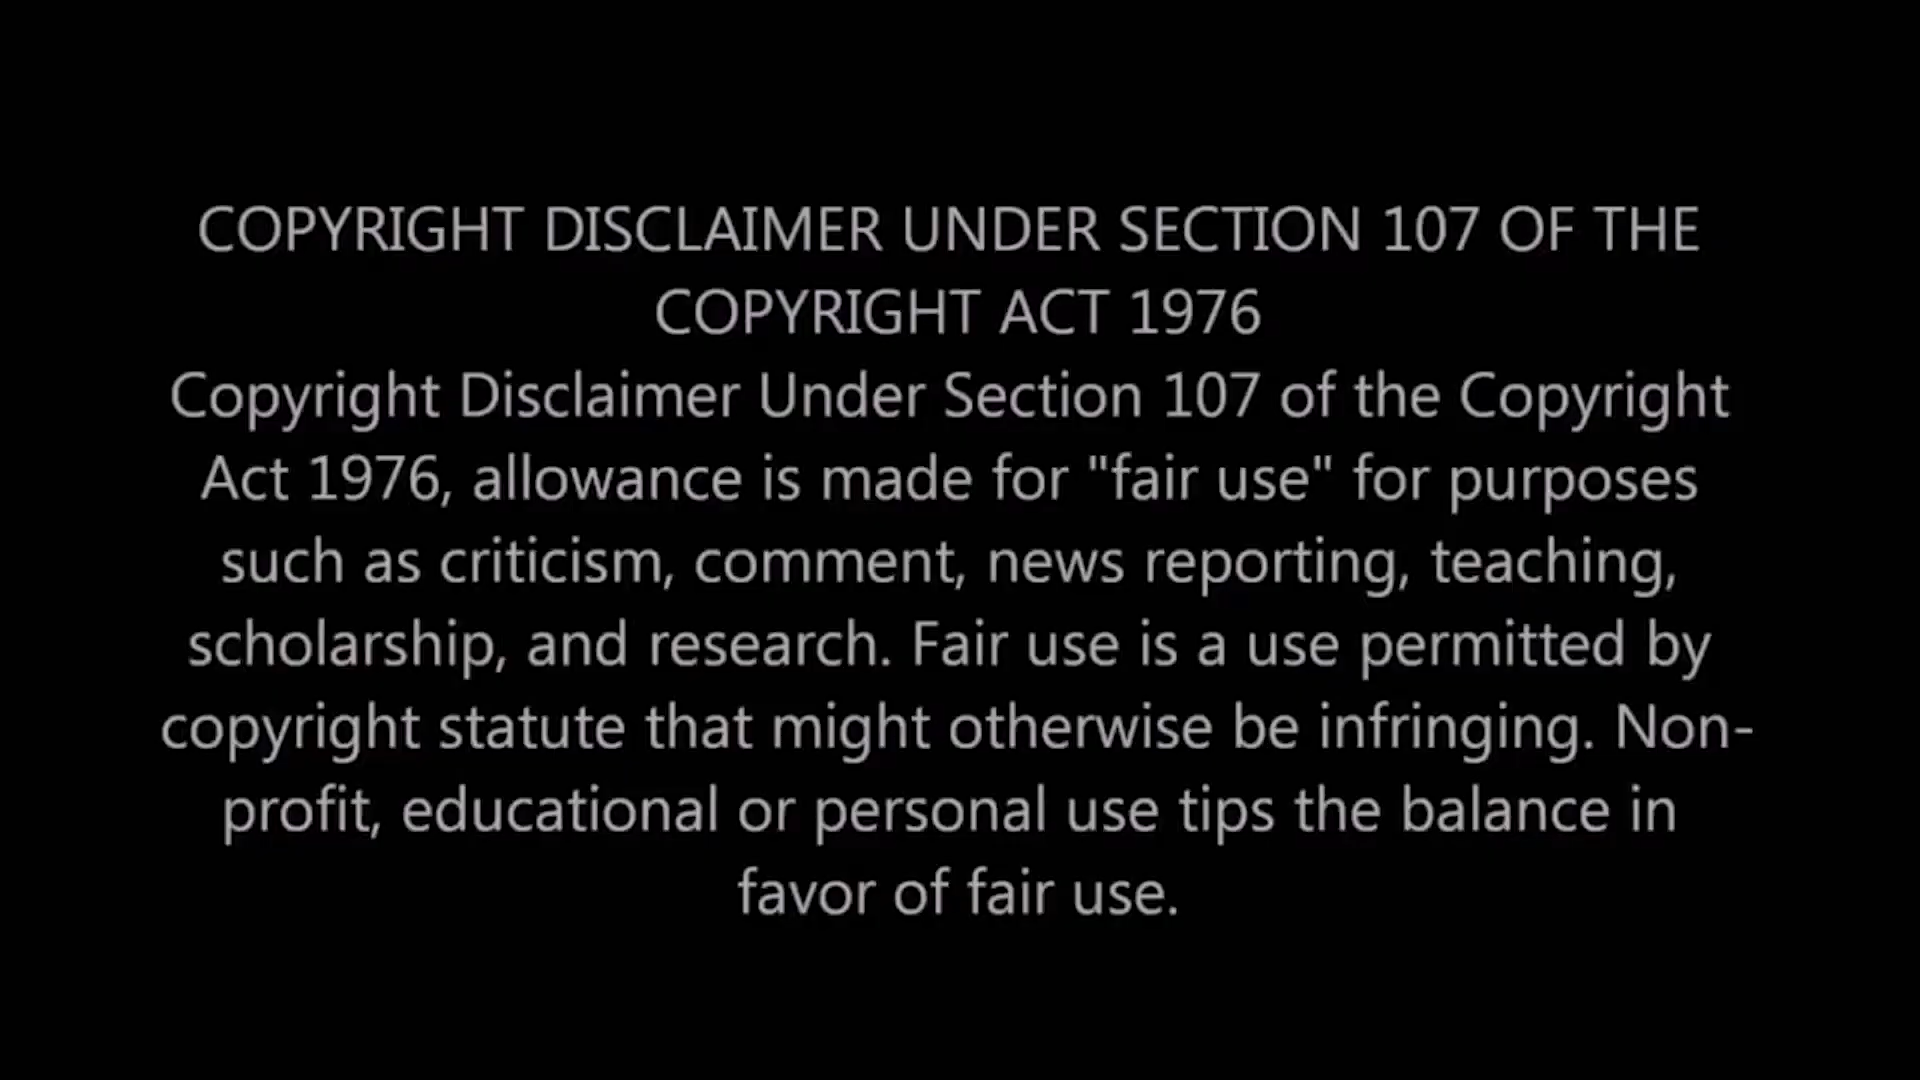 COPYRIGHT DISCLAIMER UNDER SECTION 107 OF THE
COPYRIGHT ACT 1976
Copyright Disclaimer Under Section 107 of the Copyright
Act 1976, allowance is made for "fair use" for purposes
such as criticism, comment, news reporting, teaching,
scholarship, and research. Fair use is a use permitted by
copyright statute that might otherwise be infringing. Non-
profit, educational or personal use tips the balance in
favor of fair use.